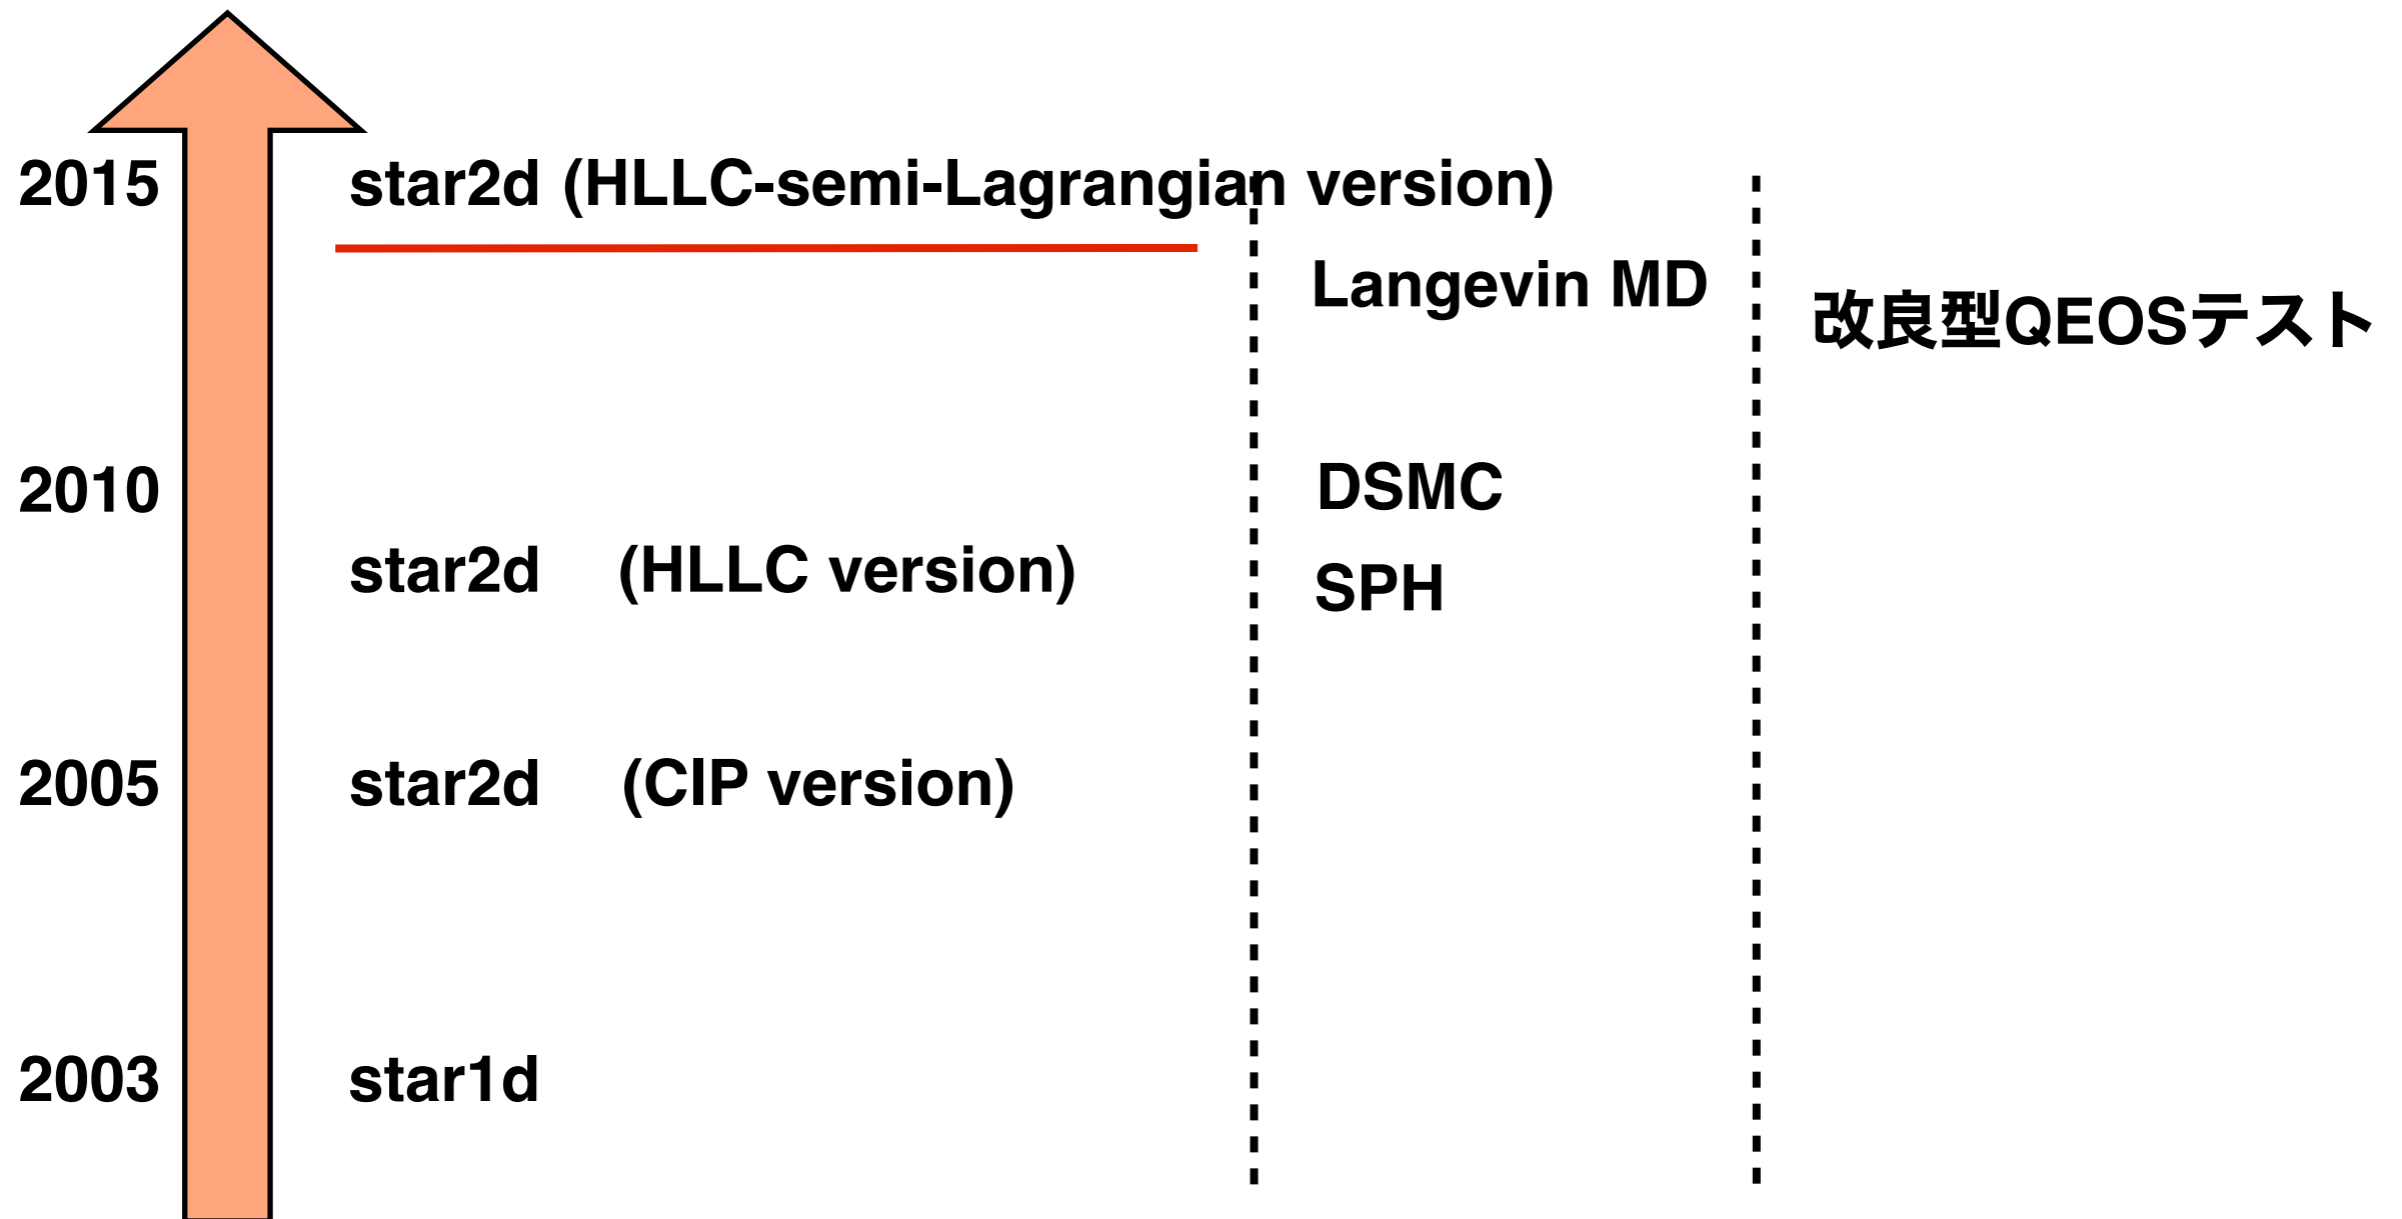 2015 star2d (HLLC-semi-Lagrangian version)
Langevin MD
改良型QEOSテスト
2010 DSMC
star2d (HLLC version)
SPH
2005 star2d (CIP version)
2003 star1d